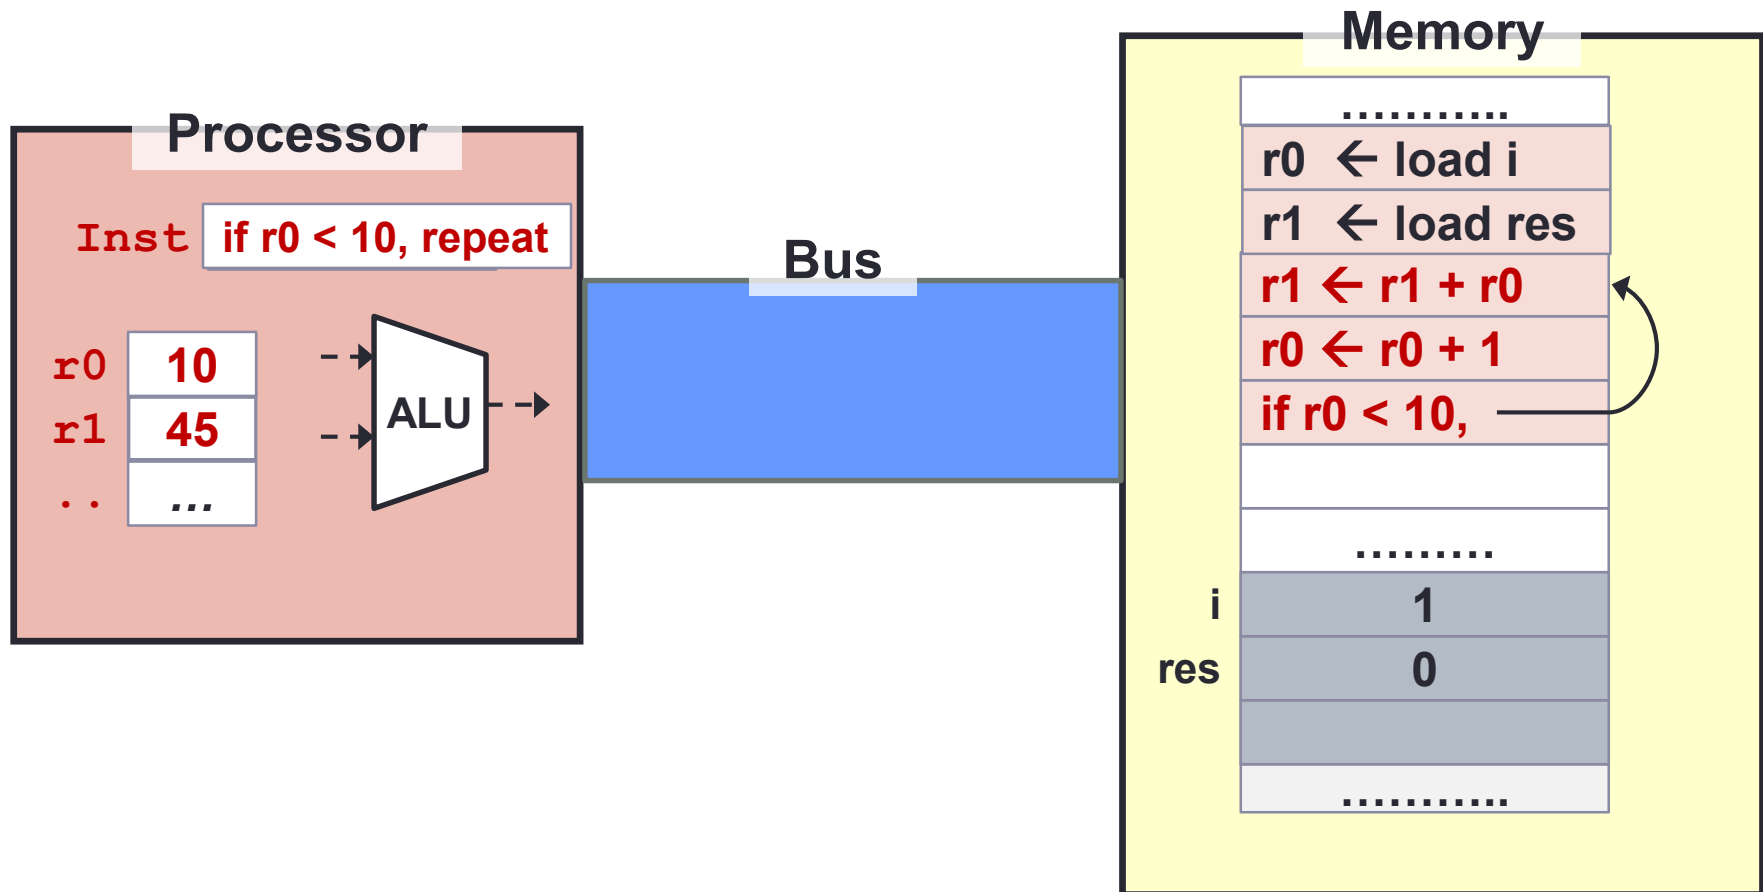 Processor
Inst if r0 < 10, repeat
r0 10
r1 45
.. ...
ALU
Bus
Memory
...........
r0 ← load i
r1 ← load res
r1 ← r1 + r0
r0 ← r0 + 1
if r0 < 10,
.........
i 1
res 0
...........